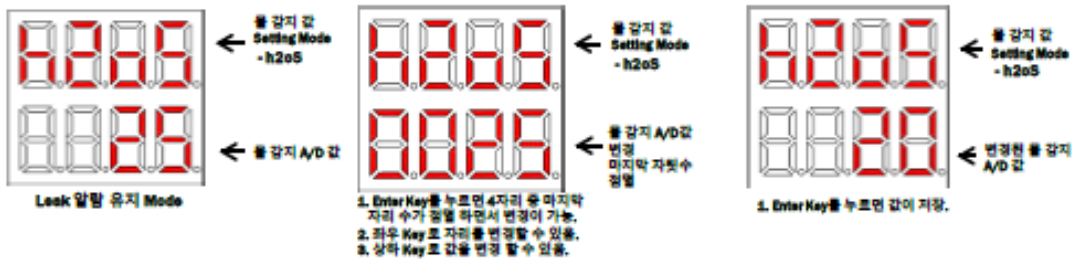 물 감지 값
Setting Mode
- h2oS
물 감지 A/D 값
Leak 알람 유지 Mode
물 감지 값
Setting Mode
- h2oS
물 감지 A/D값
변경
마지막 자릿수
점멸
1. Enter Key를 누르면 4자리 중 마지막
자리 수가 점멸 하면서 변경이 가능.
2. 좌우 Key 로 자리를 변경할 수 있음.
3. 상하 Key 로 값을 변경 할 수 있음.
물 감지 값
Setting Mode
- h2oS
변경된 물 감지
A/D 값
1. Enter Key를 누르면 값이 저장.